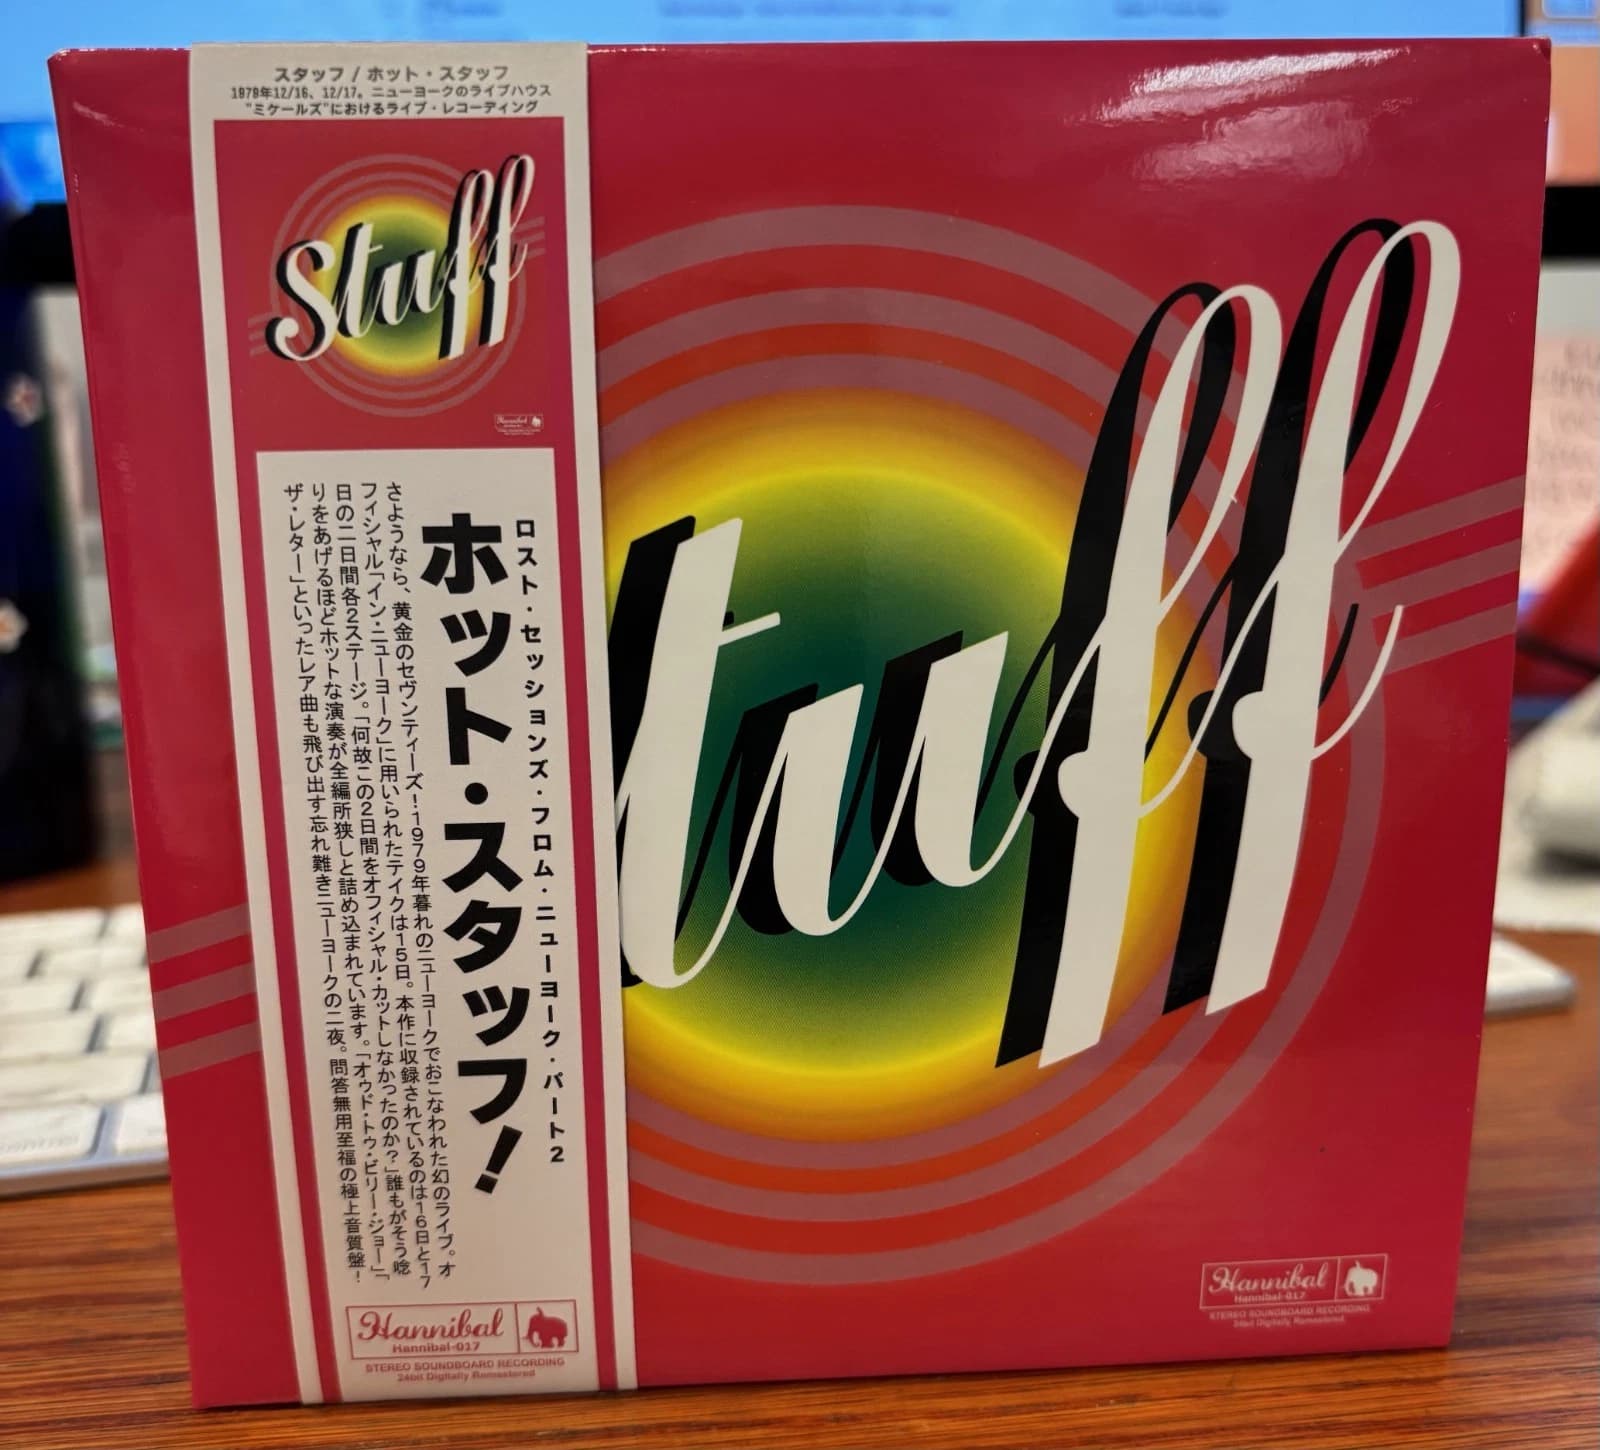 スタッフ / ホット・スタッフ
1979年12/16、12/17。ニューヨークのライブハウス
"ミケールズ"におけるライブ・レコーディング
Stuff
Hannibal
ロスト・セッションズ・フロム・ニューヨーク・パート2
ホット・スタッフ!
さようなら、黄金のセヴンティーズ!1979年暮れのニューヨークでおこなわれた幻のライブ。オ
フィシャル「イン・ニューヨーク」に用いられたテイクは15日。本作に収録されているのは16日と17
日の二日間各2ステージ。「何故この2日間をオフィシャル・カットしなかったのか?」誰もがそう唸
りをあげるほどホットな演奏が全編所狭しと詰め込まれています。「オゥド・トゥ・ビリー・ジョー」「
ザ・レター」といったレア曲も飛び出す忘れ難きニューヨークの二夜。問答無用至福の極上音質盤!
Hannibal
Hannibal-017
STEREO SOUNDBOARD RECORDING
24bit Digitally Remastered
tuff
Hannibal
Hannibal-017
STEREO SOUNDBOARD RECORDING
24bit Digitally Remastered